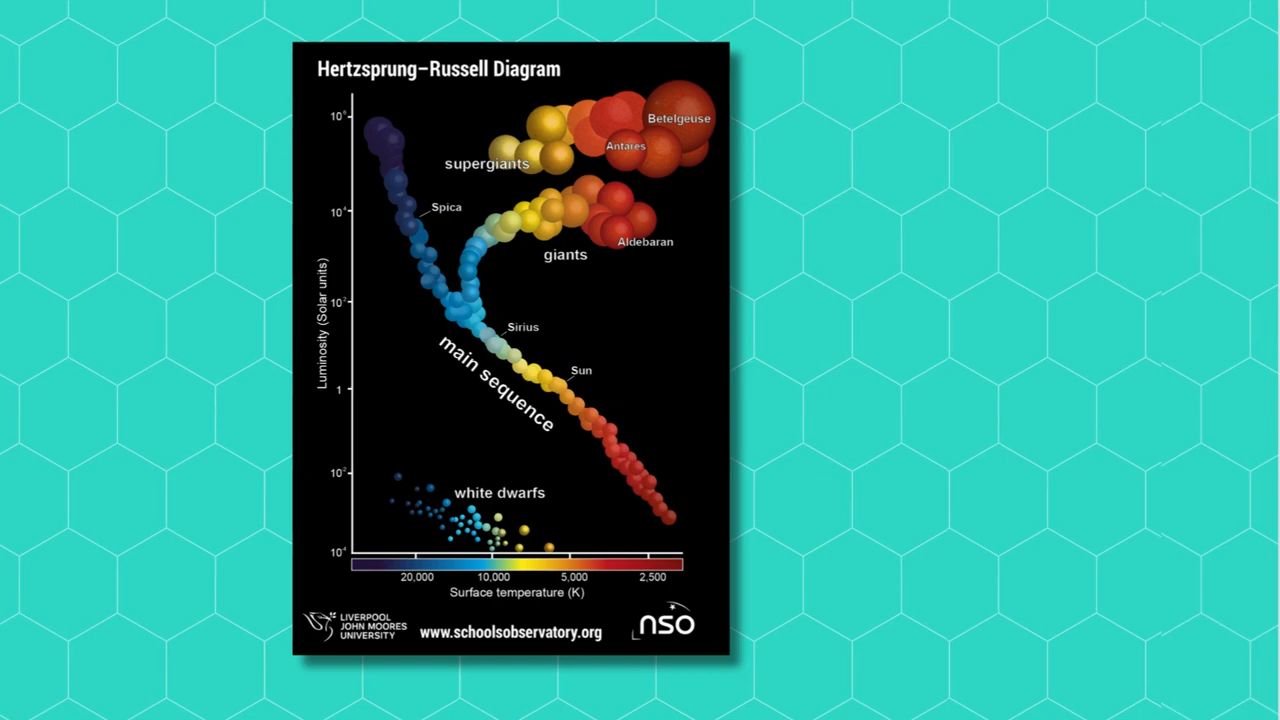 Hertzsprung–Russell Diagram
10⁶
Betelgeuse
Antares
supergiants
Spica
10⁴
Aldebaran
giants
Luminosity (Solar units)
10²
Sirius
main sequence
Sun
1
10⁻²
white dwarfs
10⁻⁴
20,000
10,000
5,000
2,500
Surface temperature (K)
LIVERPOOL
JOHN MOORES
UNIVERSITY
www.schoolsobservatory.org
nso